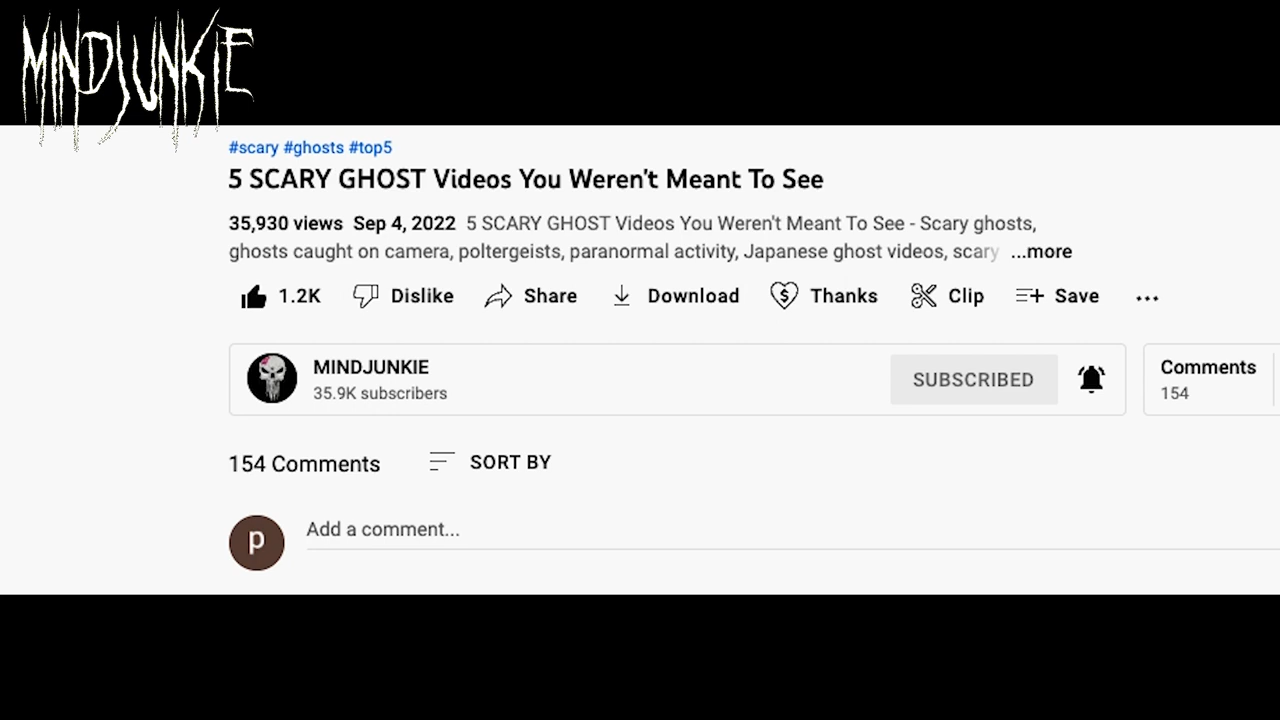 MINDJUNKIE
#scary #ghosts #top5
5 SCARY GHOST Videos You Weren't Meant To See
35,930 views Sep 4, 2022 5 SCARY GHOST Videos You Weren't Meant To See - Scary ghosts,
ghosts caught on camera, poltergeists, paranormal activity, Japanese ghost videos, scary ...more
1.2K Dislike Share Download Thanks Clip Save ...
MINDJUNKIE
35.9K subscribers
SUBSCRIBED
Comments
154
154 Comments SORT BY
p
Add a comment...